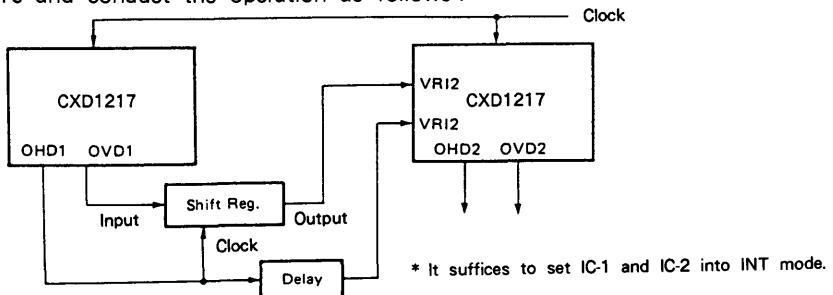 and conduct the operation as follows
Clock
CXD1217
OHD1 OVD1
VRI2
CXD1217
VRI2
OHD2 OVD2
Shift Reg.
Input
Output
Clock
Delay
* It suffices to set IC-1 and IC-2 into INT mode.